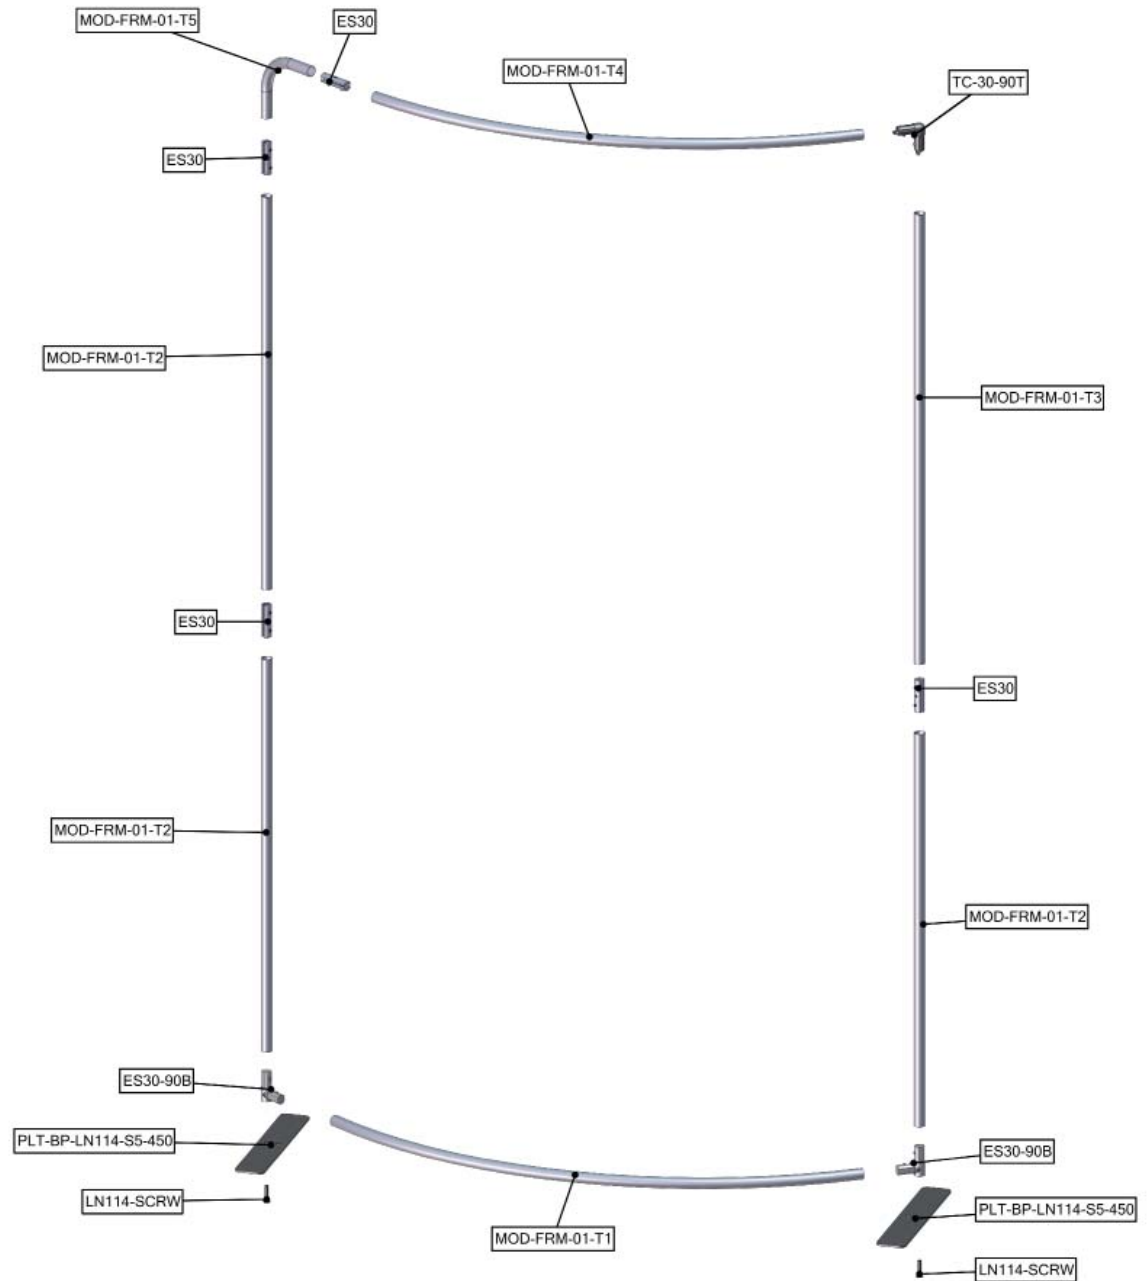 MOD-FRM-01-T5
ES30
MOD-FRM-01-T4
TC-30-90T
ES30
MOD-FRM-01-T2
MOD-FRM-01-T3
ES30
ES30
MOD-FRM-01-T2
MOD-FRM-01-T2
ES30-90B
PLT-BP-LN114-S5-450
ES30-90B
LN114-SCRW
PLT-BP-LN114-S5-450
MOD-FRM-01-T1
LN114-SCRW